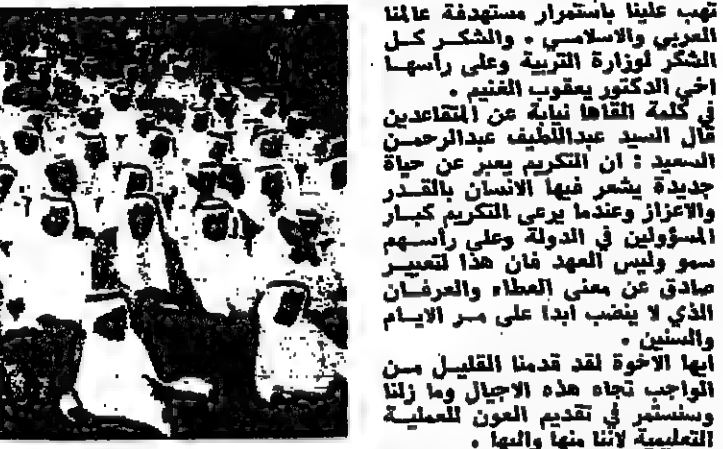 تهب علينا باستمرار مستهدفة عالمنا
العربي والاسلامي • والشكر كل
الشكر لوزارة التربية وعلى راسها
اخي الدكتور يعقوب الغنيم •
في كلمة القاها نيابة عن المتقاعدين
قال السيد عبداللطيف عبدالرحمن
السعيد : ان التكريم يعبر عن حياة
جديدة يشعر فيها الانسان بالقدر
والاعزاز وعندما يرعى التكريم كبار
المسؤولين في الدولة وعلى رأسهم
سمو وليس العهد فان هذا لتعبير
صادق عن معنى العطاء والعرفان
الذي لا ينضب ابدا على مر الايام
والسنين •
ايها الاخوة لقد قدمنا القليل من
الواجب تجاه هذه الاجيال وما زلنا
وسنستمر في تقديم العون للعملية
التعليمية لاننا منها واليها •